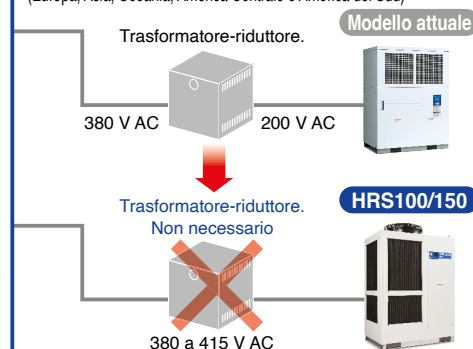 (Europa, Asia, Oceania, America Centrale e America del Sud)
Modello attuale
Trasformatore-riduttore.
380 V AC
200 V AC
Trasformatore-riduttore.
Non necessario
HRS100/150
380 a 415 V AC